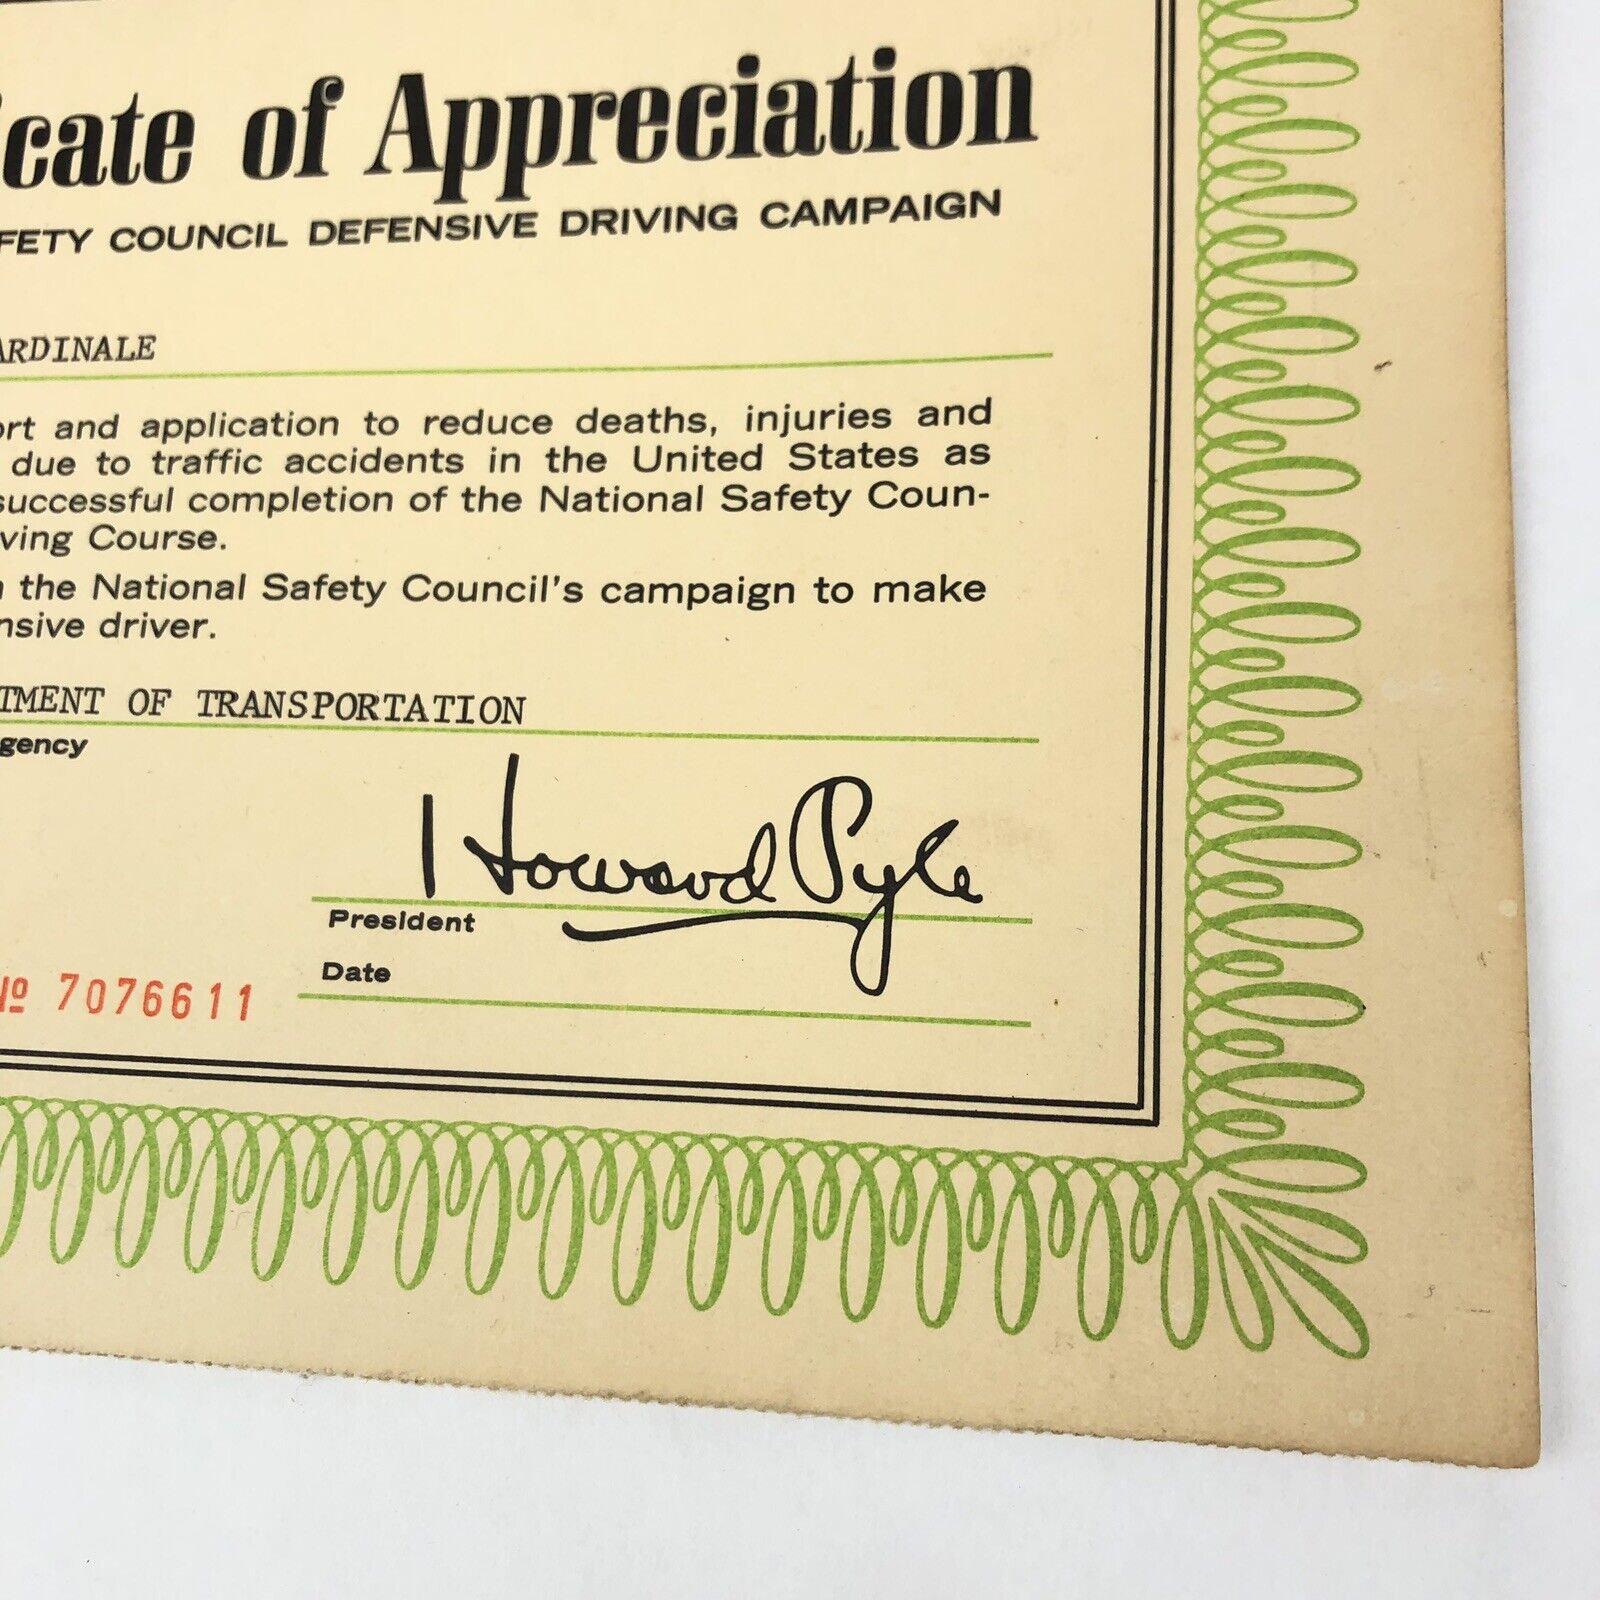 icate of Appreciation
FETY COUNCIL DEFENSIVE DRIVING CAMPAIGN
ARDINALE
ort and application to reduce deaths, injuries and
due to traffic accidents in the United States as
successful completion of the National Safety Coun-
ving Course.
n the National Safety Council's campaign to make
nsive driver.
TMENT OF TRANSPORTATION
gency
Howard Pyle
President
Date
№ 7076611